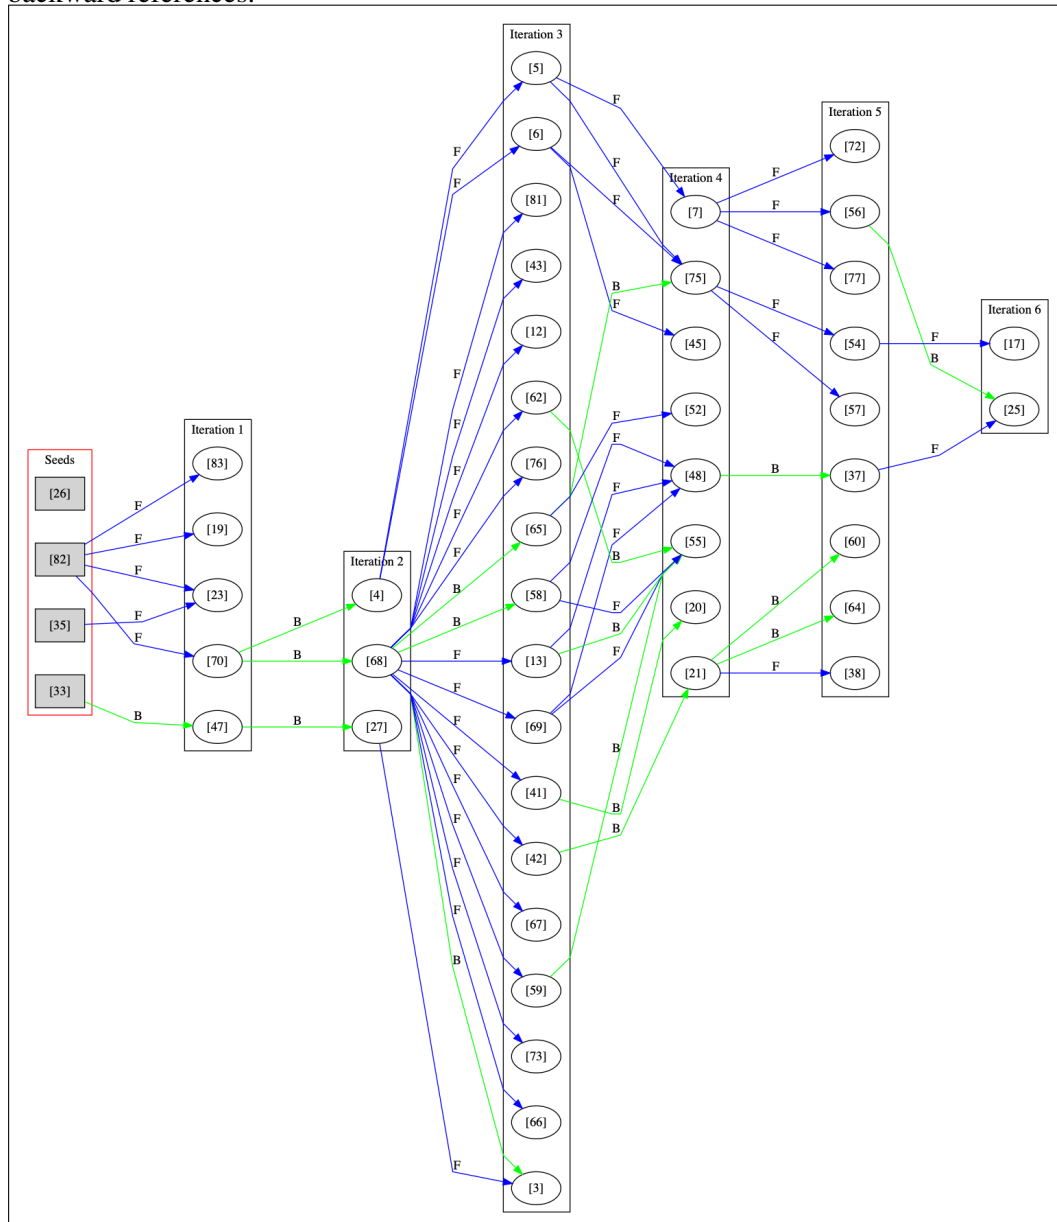 backward references.
Seeds
[26]
[82]
[35]
[33]
F
F
F
F
F
B
Iteration 1
[83]
[19]
[23]
[70]
[47]
B
B
B
Iteration 2
[4]
[68]
[27]
F
F
F
F
F
F
F
B
B
F
F
F
F
F
F
F
F
B
F
Iteration 3
[5]
[6]
[81]
[43]
[12]
[62]
[76]
[65]
[58]
[13]
[69]
[41]
[42]
[67]
[59]
[73]
[66]
[3]
F
F
F
B
F
F
F
F
F
B
F
B
F
B
B
B
Iteration 4
[7]
[75]
[45]
[52]
[48]
[55]
[20]
[21]
F
F
F
F
F
B
B
B
F
Iteration 5
[72]
[56]
[77]
[54]
[57]
[37]
[60]
[64]
[38]
F
B
F
Iteration 6
[17]
[25]